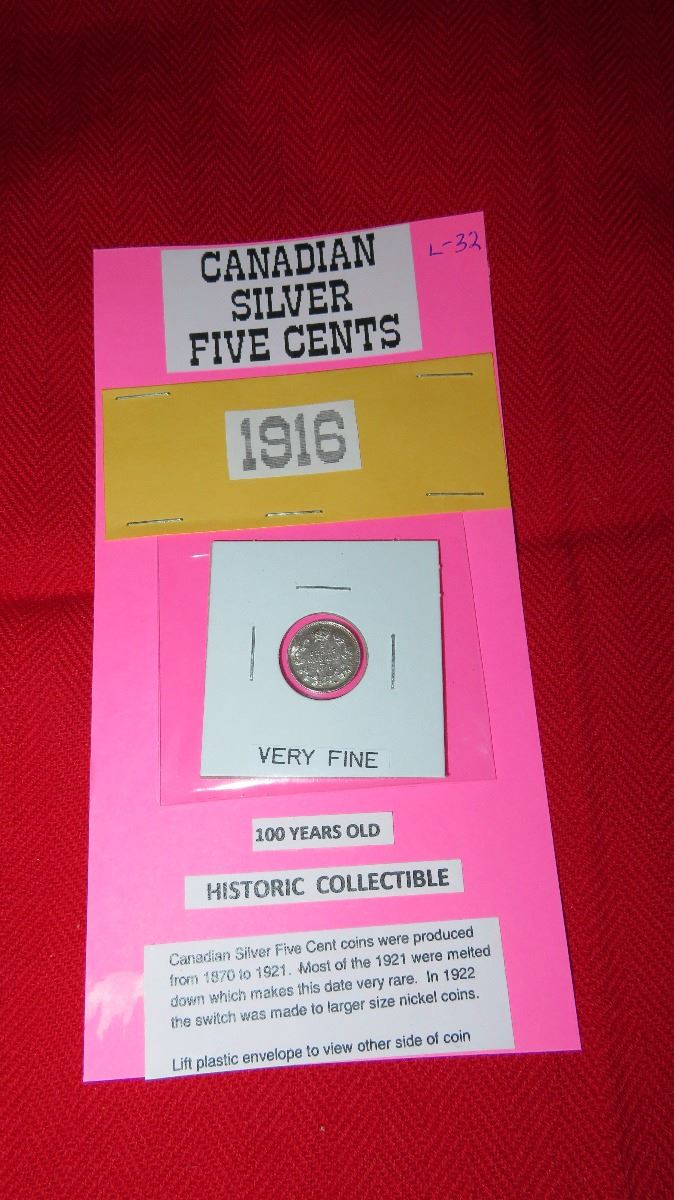 CANADIAN
SILVER
FIVE CENTS
L-32
1916
VERY FINE
100 YEARS OLD
HISTORIC COLLECTIBLE
Canadian Silver Five Cent coins were produced
from 1870 to 1921. Most of the 1921 were melted
down which makes this date very rare. In 1922
the switch was made to larger size nickel coins.
Lift plastic envelope to view other side of coin